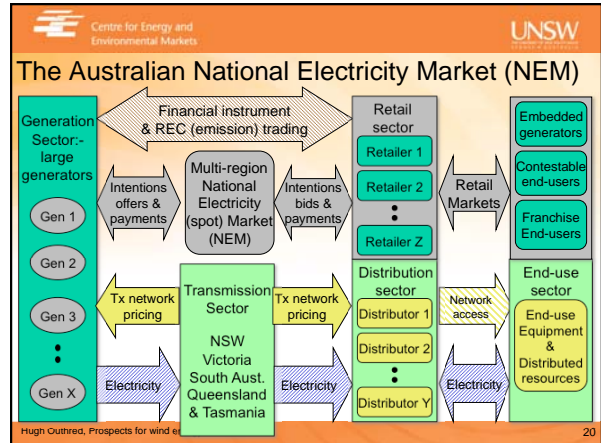 Centre for Energy and
Environmental Markets
UNSW
The Australian National Electricity Market (NEM)
Generation
Sector:-
large
generators
Gen 1
Gen 2
Gen 3
Gen X
Financial instrument
& REC (emission) trading
Intentions
offers &
payments
Multi-region
National
Electricity
(spot) Market
(NEM)
Intentions
bids &
payments
Retail
sector
Retailer 1
Retailer 2
Retailer Z
Retail
Markets
Embedded
generators
Contestable
end-users
Franchise
End-users
Tx network
pricing
Transmission
Sector
NSW
Victoria
South Aust.
Queensland
& Tasmania
Tx network
pricing
Distribution
sector
Distributor 1
Distributor 2
Distributor Y
Network
access
End-use
sector
End-use
Equipment
&
Distributed
resources
Electricity
Electricity
Electricity
Hugh Outhred, Prospects for wind
20